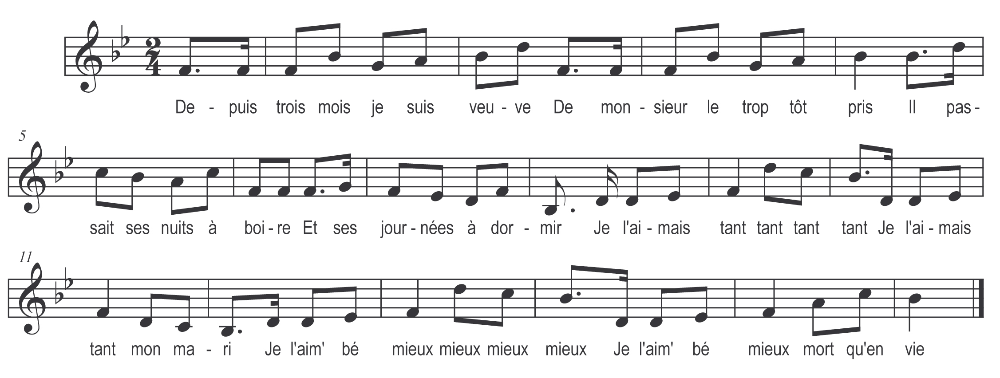 2
4
De - puis trois mois je suis veu - ve De mon - sieur le trop tôt pris Il pas -
5
sait ses nuits à boi - re Et ses jour - nées à dor - mir Je l'ai - mais tant tant tant tant Je l'ai - mais
11
tant mon ma - ri Je l'aim' bé mieux mieux mieux mieux Je l'aim' bé mieux mort qu'en vie